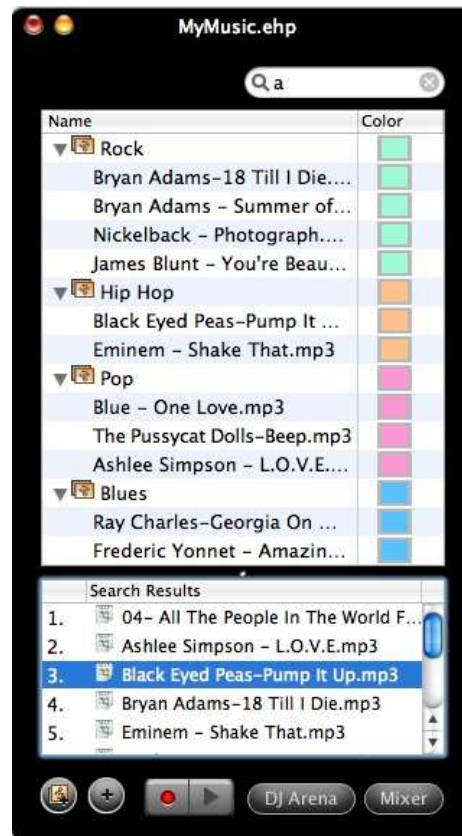 MyMusic.ehp
a
Name Color
Rock
Bryan Adams-18 Till I Die....
Bryan Adams – Summer of...
Nickelback – Photograph....
James Blunt – You're Beau...
Hip Hop
Black Eyed Peas-Pump It ...
Eminem – Shake That.mp3
Pop
Blue – One Love.mp3
The Pussycat Dolls-Beep.mp3
Ashlee Simpson – L.O.V.E....
Blues
Ray Charles-Georgia On ...
Frederic Yonnet – Amazin...
Search Results
1. 04- All The People In The World F...
2. Ashlee Simpson – L.O.V.E.mp3
3. Black Eyed Peas-Pump It Up.mp3
4. Bryan Adams-18 Till I Die.mp3
5. Eminem – Shake That.mp3
DJ Arena Mixer